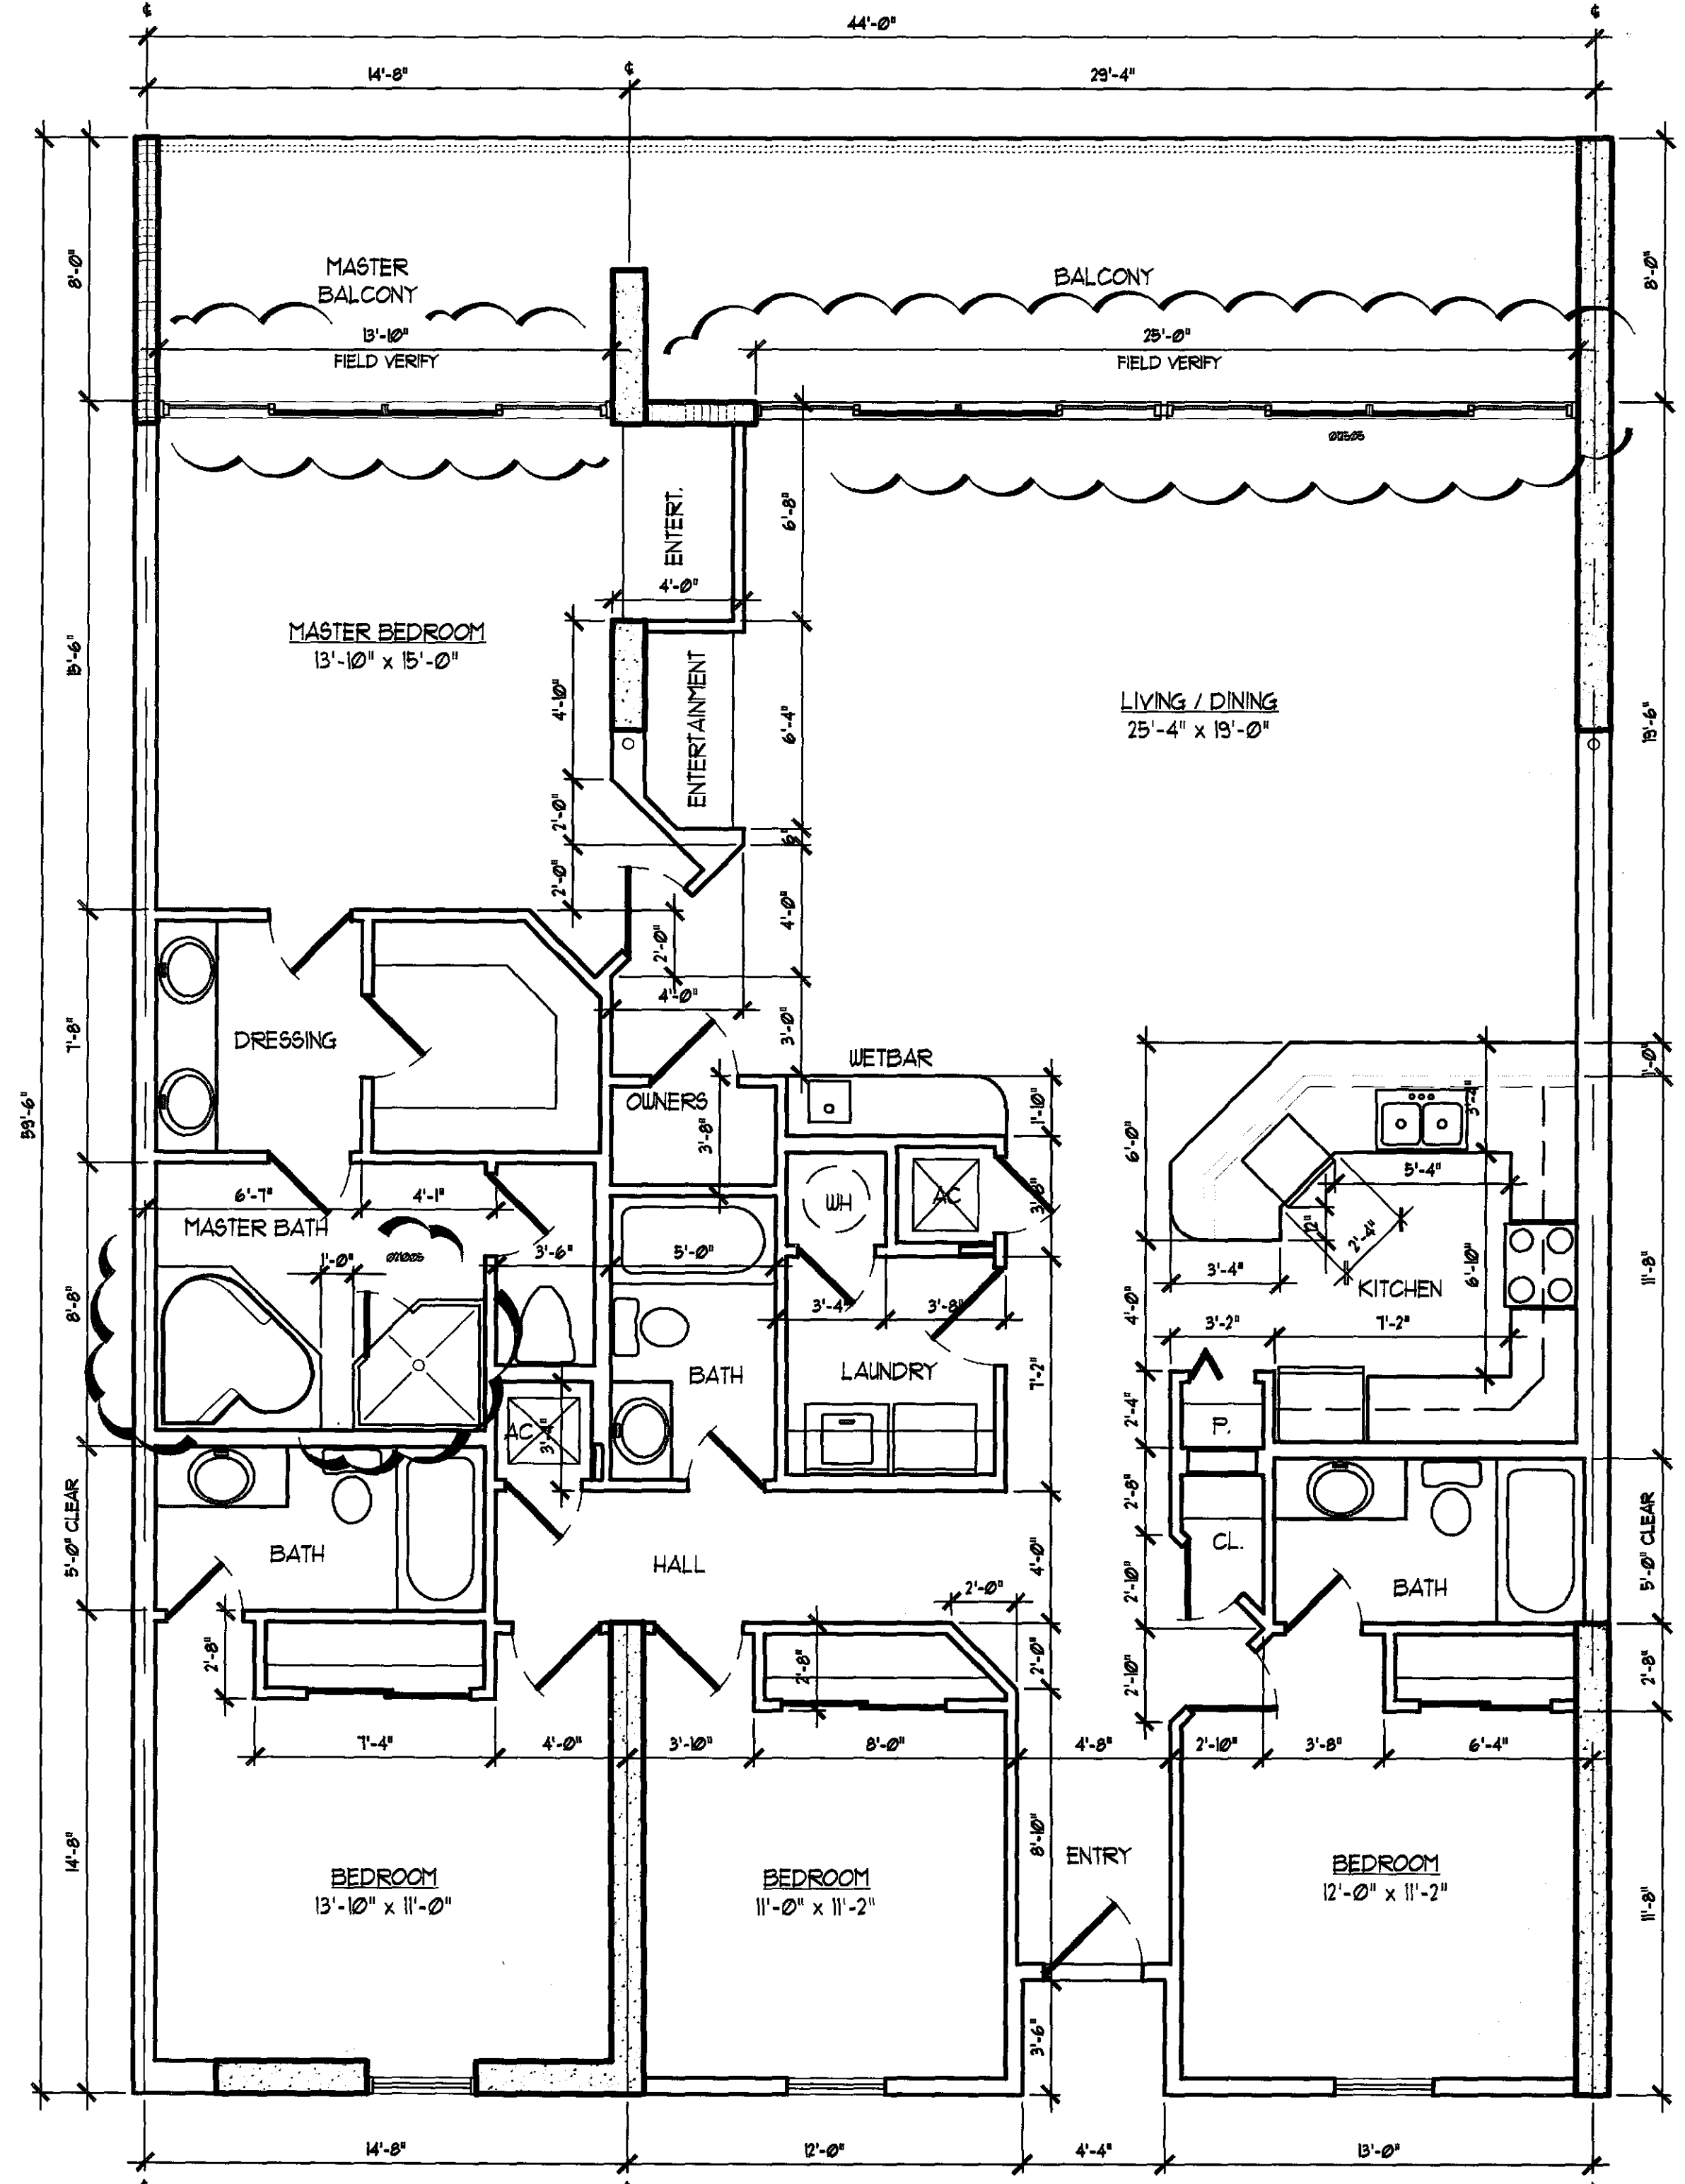 44'-0"
14'-8"
29'-4"
8'-0"
8'-0"
MASTER
BALCONY
BALCONY
13'-10"
FIELD VERIFY
25'-0"
FIELD VERIFY
ENTERT.
6'-8"
4'-0"
MASTER BEDROOM
13'-10" x 15'-0"
15'-6"
4'-10"
ENTERTAINMENT
6'-4"
LIVING / DINING
25'-4" x 19'-0"
19'-6"
2'-0"
2'-0"
4'-0"
2'-0"
4'-0"
3'-0"
DRESSING
7'-8"
WETBAR
OWNERS
3'-8"
1'-10"
1'-0"
59'-6"
6'-0"
3'-4"
5'-4"
6'-7"
4'-1"
MASTER BATH
WH
AC
3'-8"
12"
2'-4"
1'-0"
3'-6"
5'-0"
3'-4"
KITCHEN
6'-10"
11'-8"
8'-8"
3'-4"
3'-8"
4'-0"
3'-2"
7'-2"
BATH
LAUNDRY
7'-2"
AC
3'-4"
2'-4"
P.
5'-0" CLEAR
BATH
HALL
4'-0"
2'-8"
CL.
BATH
5'-0" CLEAR
2'-0"
2'-10"
2'-8"
2'-8"
2'-0"
2'-10"
2'-8"
7'-4"
4'-0"
3'-10"
8'-0"
4'-8"
2'-10"
3'-8"
6'-4"
14'-8"
BEDROOM
13'-10" x 11'-0"
BEDROOM
11'-0" x 11'-2"
8'-10"
ENTRY
BEDROOM
12'-0" x 11'-2"
11'-8"
3'-6"
14'-8"
12'-0"
4'-4"
13'-0"